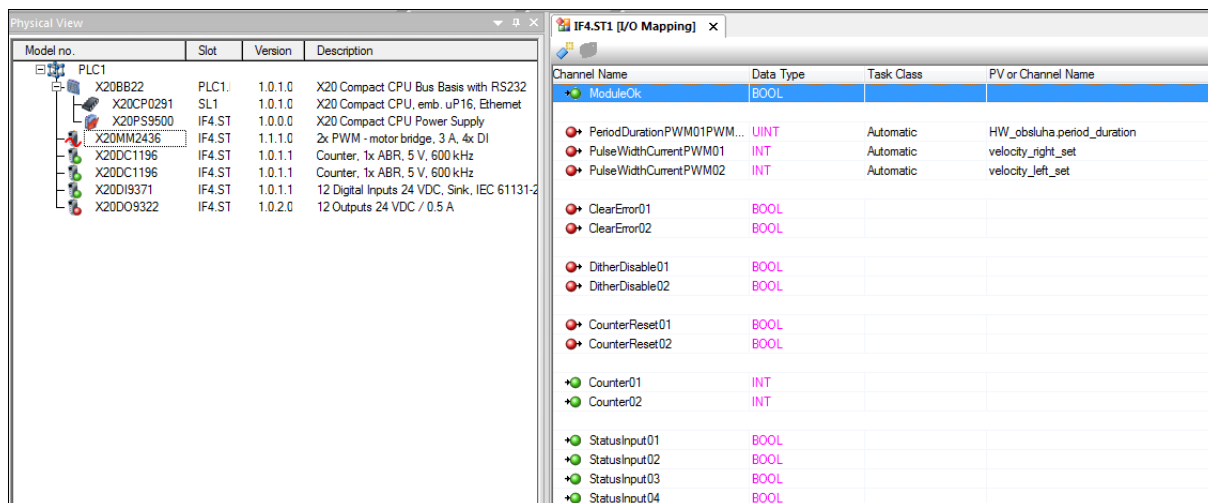 Physical View
Model no. Slot Version Description
PLC1
X20BB22 PLC1. 1.0.1.0 X20 Compact CPU Bus Basis with RS232
X20CP0291 SL1 1.0.1.0 X20 Compact CPU, emb. uP16, Ethernet
X20PS9500 IF4.ST 1.0.0.0 X20 Compact CPU Power Supply
X20MM2436 IF4.ST 1.1.1.0 2x PWM - motor bridge, 3 A, 4x DI
X20DC1196 IF4.ST 1.0.1.1 Counter, 1x ABR, 5 V, 600 kHz
X20DC1196 IF4.ST 1.0.1.1 Counter, 1x ABR, 5 V, 600 kHz
X20DI9371 IF4.ST 1.0.1.1 12 Digital Inputs 24 VDC, Sink, IEC 61131-2
X20DO9322 IF4.ST 1.0.2.0 12 Outputs 24 VDC / 0.5 A
IF4.ST1 [I/O Mapping]
Channel Name Data Type Task Class PV or Channel Name
ModuleOk BOOL
PeriodDurationPWM01PWM... UINT Automatic HW_obsluha.period_duration
PulseWidthCurrentPWM01 INT Automatic velocity_right_set
PulseWidthCurrentPWM02 INT Automatic velocity_left_set
ClearError01 BOOL
ClearError02 BOOL
DitherDisable01 BOOL
DitherDisable02 BOOL
CounterReset01 BOOL
CounterReset02 BOOL
Counter01 INT
Counter02 INT
StatusInput01 BOOL
StatusInput02 BOOL
StatusInput03 BOOL
StatusInput04 BOOL